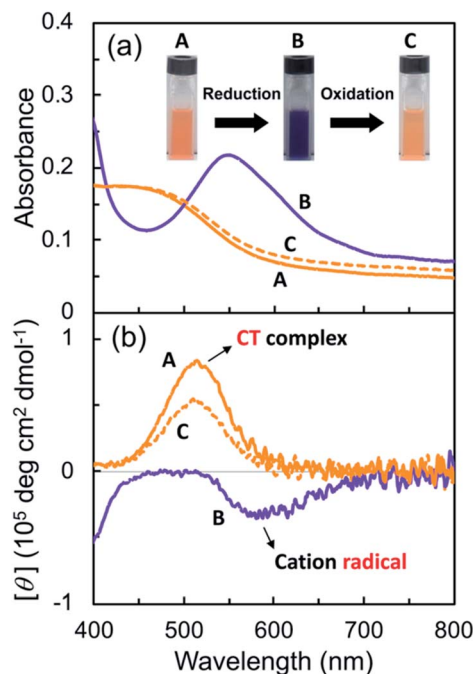 (a)
A
B
C
Reduction
Oxidation
Absorbance
0.4
0.3
0.2
0.1
0
B
C
A
(b)
A
CT complex
C
B
Cation radical
[θ] (10⁵ deg cm² dmol⁻¹)
1
0
-1
400
500
600
700
800
Wavelength (nm)